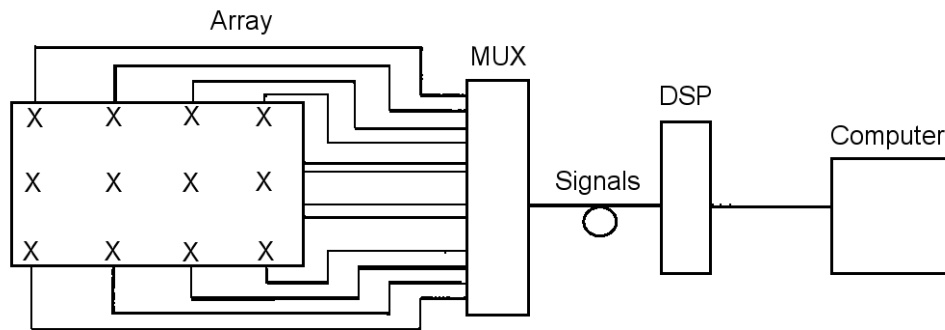 Array
MUX
DSP
Computer
Signals
X X X X
X X X X
X X X X